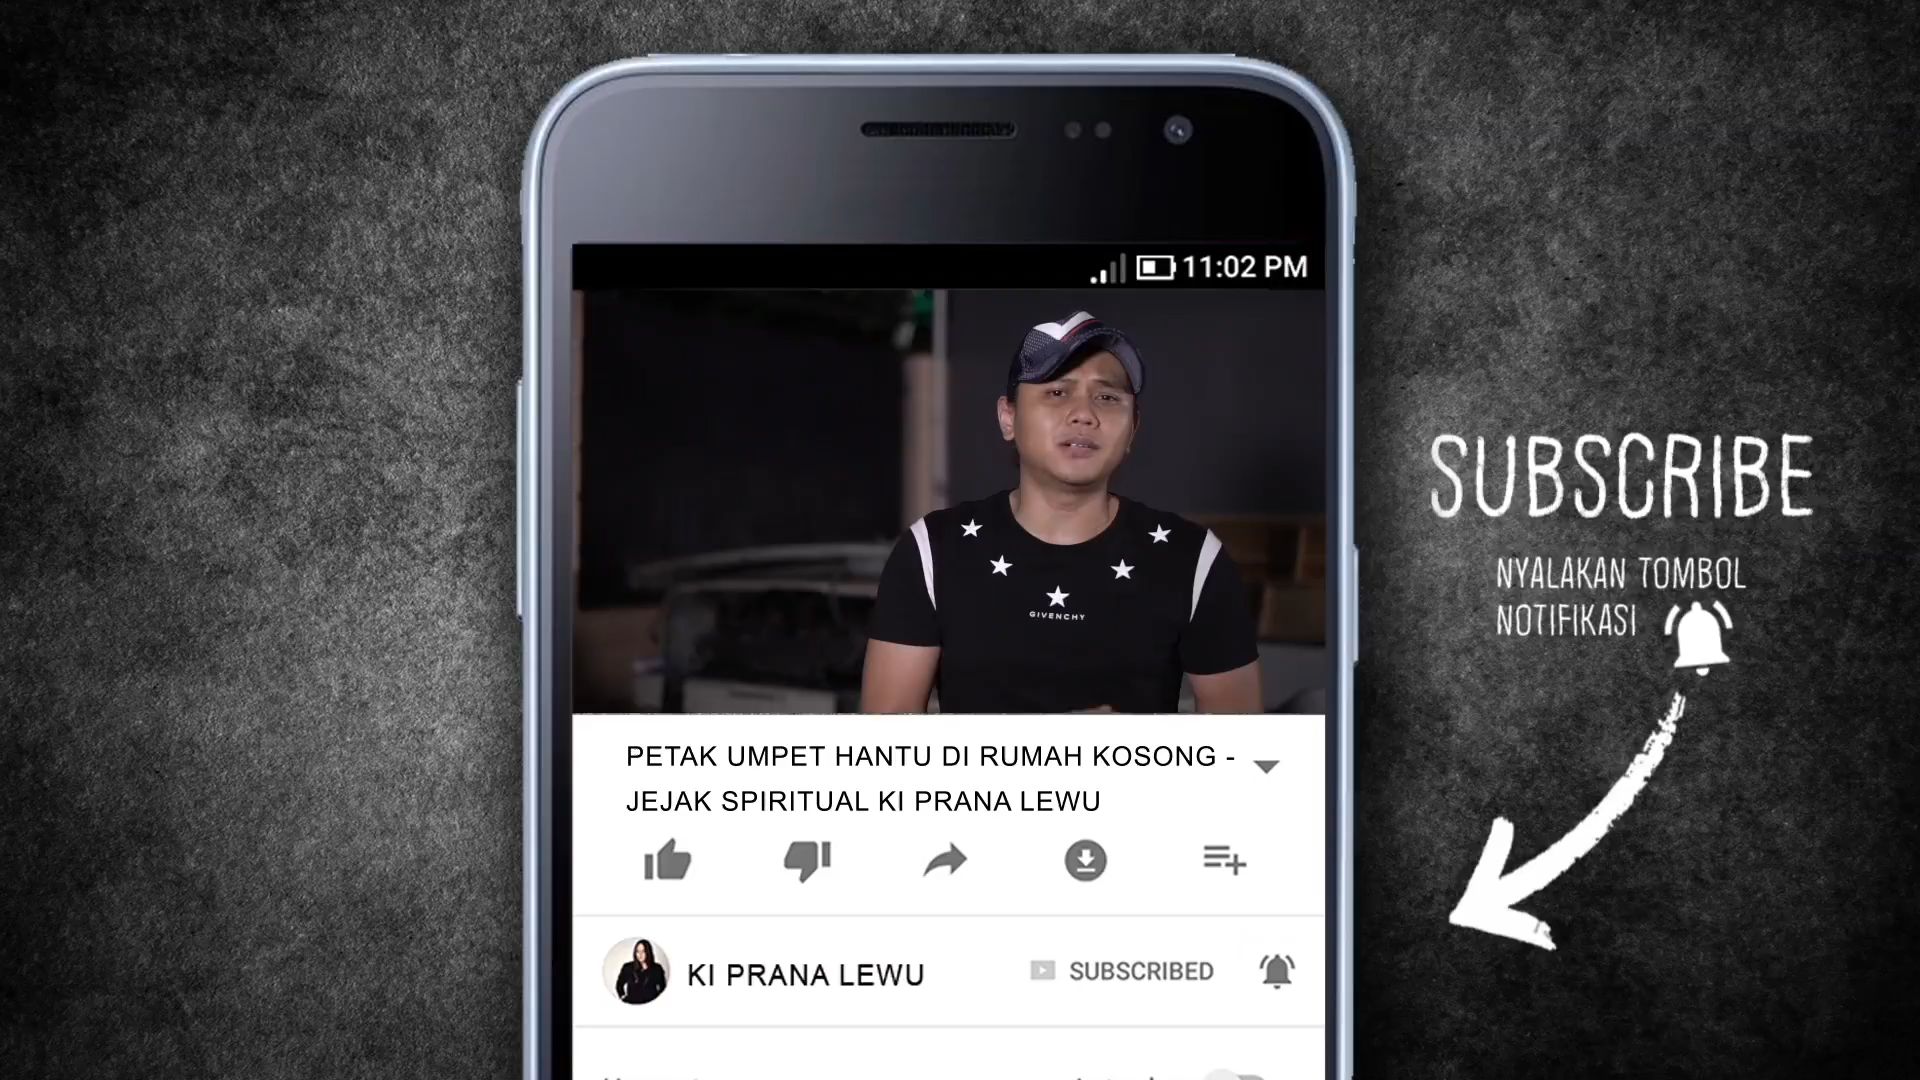 11:02 PM
GIVENCHY
SUBSCRIBE
NYALAKAN TOMBOL
NOTIFIKASI
PETAK UMPET HANTU DI RUMAH KOSONG -
JEJAK SPIRITUAL KI PRANA LEWU
KI PRANA LEWU
SUBSCRIBED